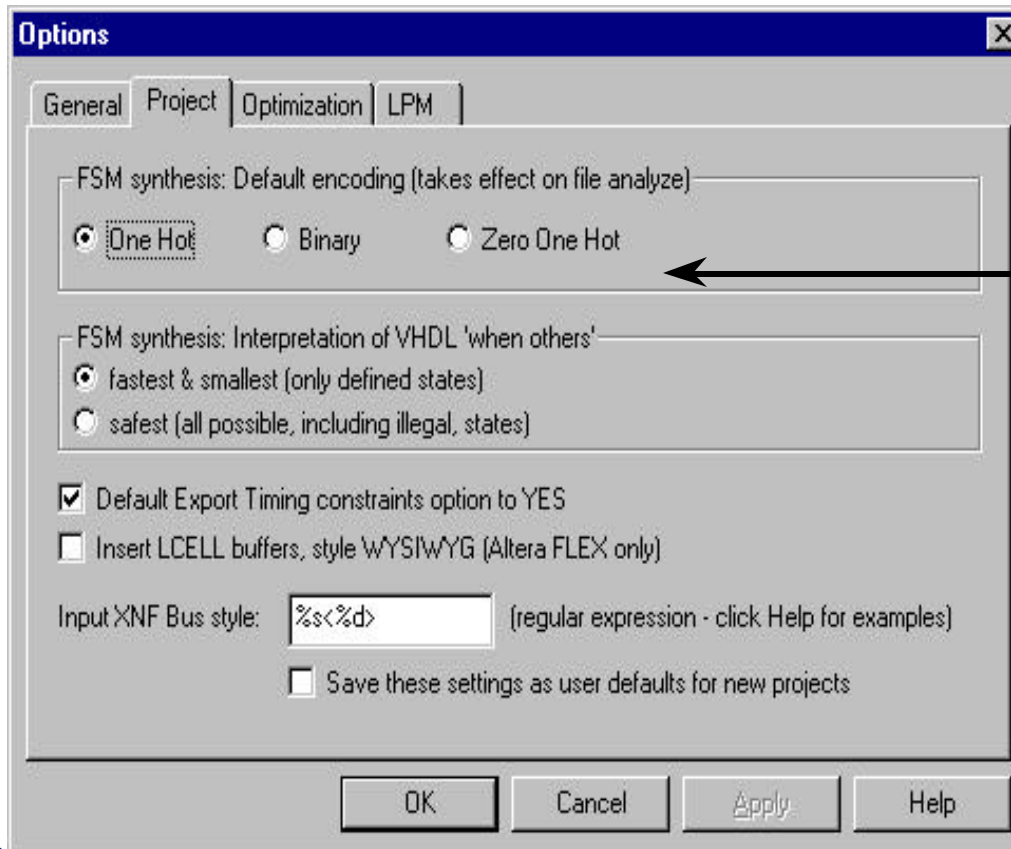 Options
General Project Optimization LPM
FSM synthesis: Default encoding (takes effect on file analyze)
One Hot Binary Zero One Hot
FSM synthesis: Interpretation of VHDL 'when others'
fastest & smallest (only defined states)
safest (all possible, including illegal, states)
Default Export Timing constraints option to YES
Insert LCELL buffers, style WYSIWYG (Altera FLEX only)
Input XNF Bus style: %s<%d> (regular expression - click Help for examples)
Save these settings as user defaults for new projects
OK Cancel Apply Help